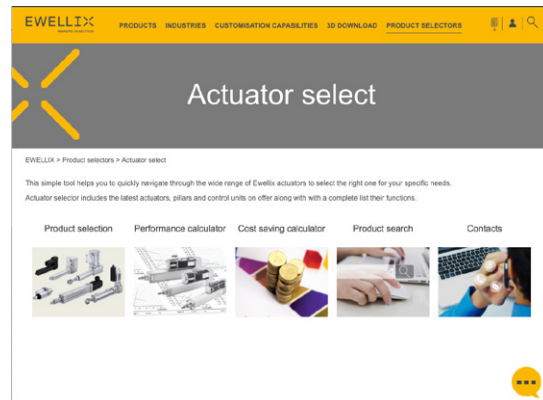 EWELLIX
MAKERS IN MOTION
PRODUCTS INDUSTRIES CUSTOMISATION CAPABILITIES 3D DOWNLOAD PRODUCT SELECTORS
Actuator select
EWELLIX > Product selectors > Actuator select
This simple tool helps you to quickly navigate through the wide range of Ewellix actuators to select the right one for your specific needs.
Actuator selector includes the latest actuators, pillars and control units on offer along with with a complete list their functions.
Product selection Performance calculator Cost saving calculator Product search Contacts